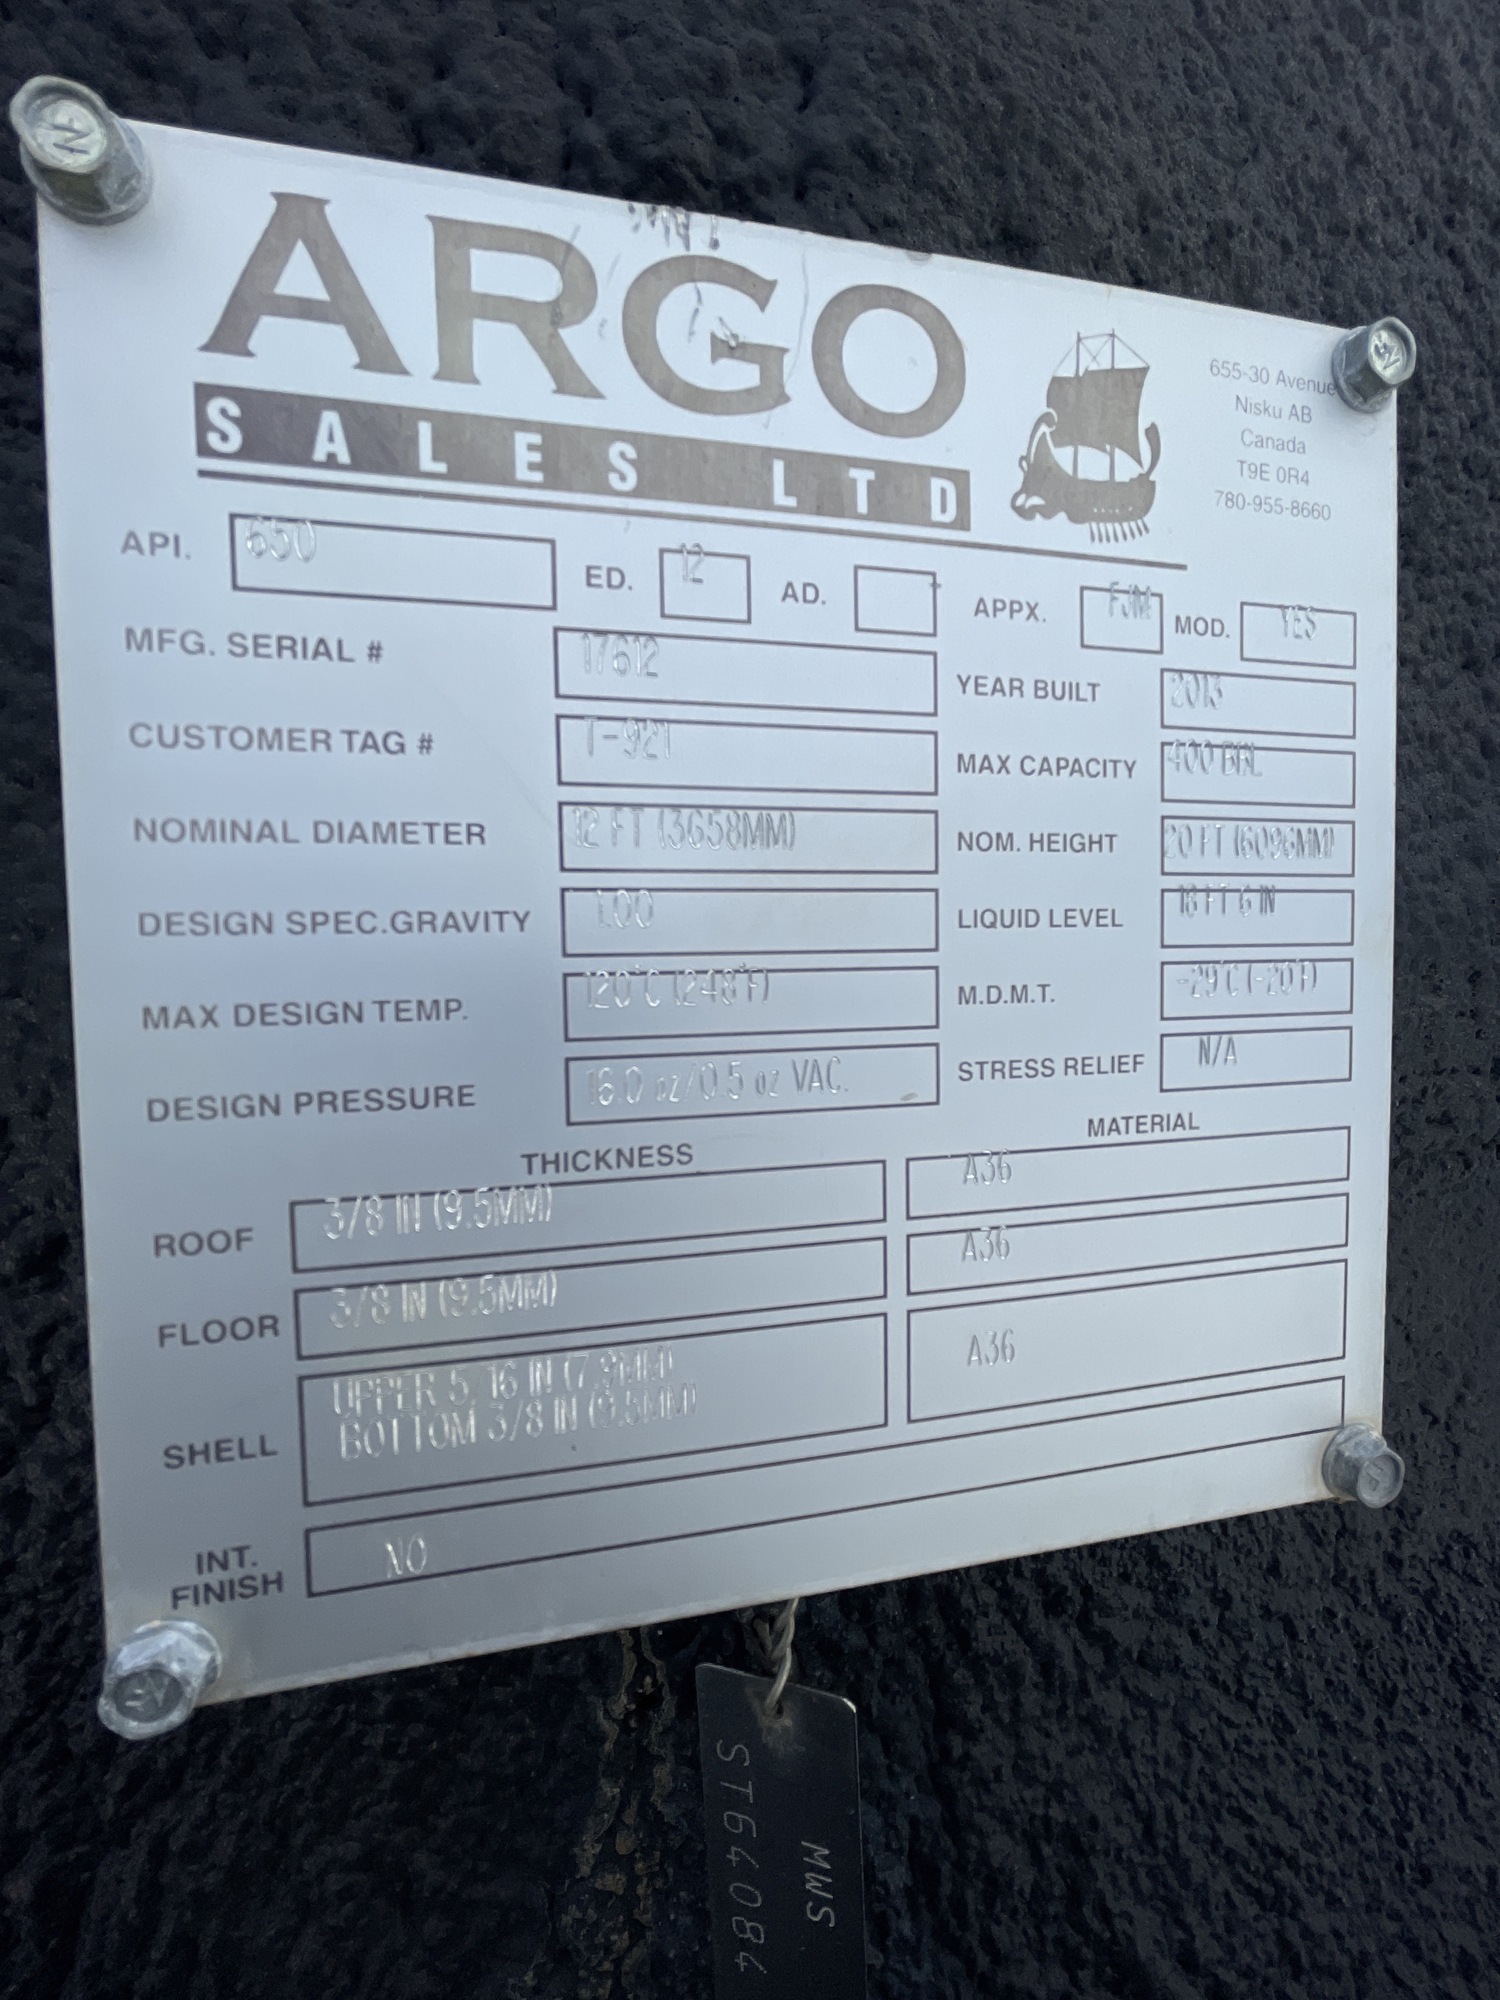 ARGO
SALES LTD
655-30 Avenue
Nisku AB
Canada
T9E 0R4
780-955-8660
API. 650 ED. 12 AD. APPX. FJM MOD. YES
MFG. SERIAL # 17612 YEAR BUILT 2013
CUSTOMER TAG # T-921 MAX CAPACITY 400 BBL
NOMINAL DIAMETER 12 FT (3658MM) NOM. HEIGHT 20 FT (6096MM)
DESIGN SPEC.GRAVITY 1.00 LIQUID LEVEL 18 FT 6 IN
MAX DESIGN TEMP. 120°C (248°F) M.D.M.T. -29°C (-20°F)
DESIGN PRESSURE 16.0 oz/0.5 oz VAC. STRESS RELIEF N/A
THICKNESS MATERIAL
ROOF 3/8 IN (9.5MM) A36
FLOOR 3/8 IN (9.5MM) A36
SHELL UPPER 5/16 IN (7.9MM) A36
BOTTOM 3/8 IN (9.5MM)
INT.
FINISH NO
MWS
ST64084